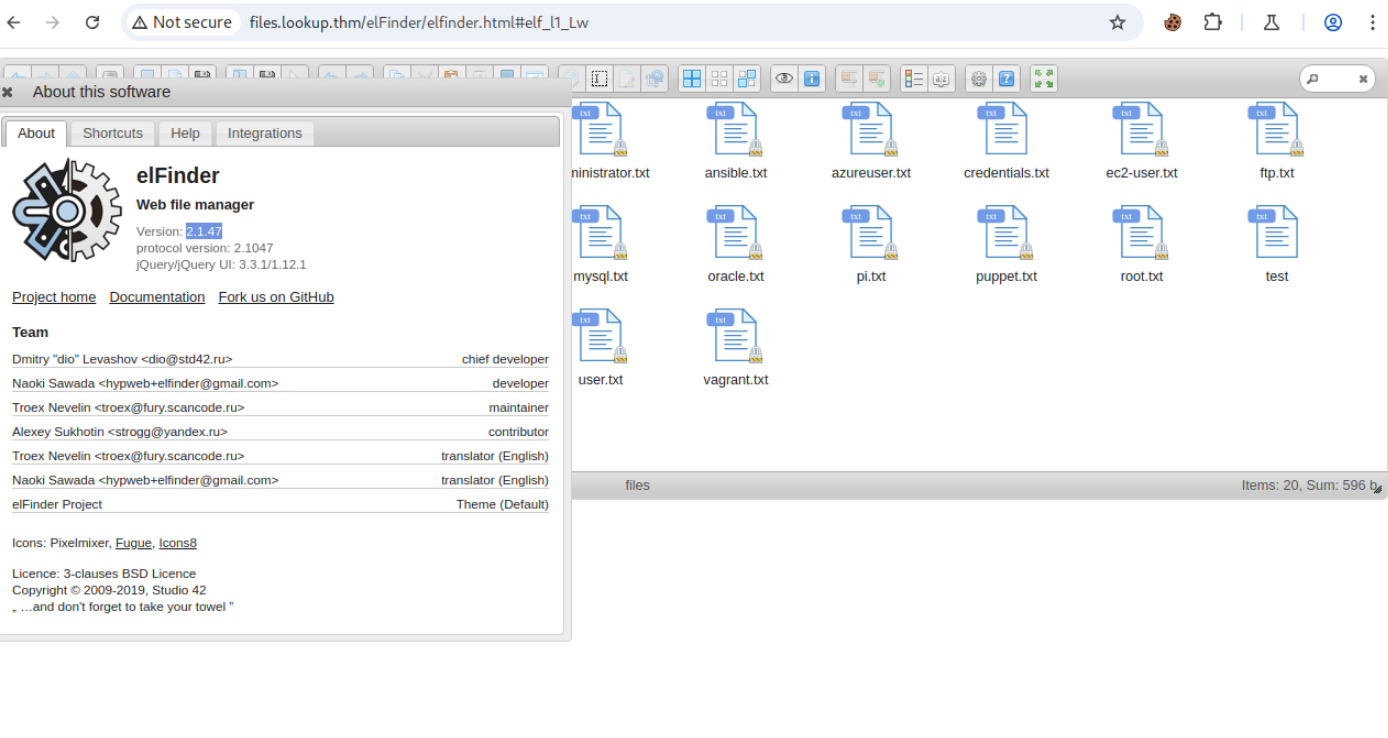 Not secure files.lookup.thm/elFinder/elfinder.html#elf_l1_Lw
About this software
About Shortcuts Help Integrations
elFinder
Web file manager
Version: 2.1.47
protocol version: 2.1047
jQuery/jQuery UI: 3.3.1/1.12.1
Project home Documentation Fork us on GitHub
Team
Dmitry "dio" Levashov <dio@std42.ru> chief developer
Naoki Sawada <hypweb+elfinder@gmail.com> developer
Troex Nevelin <troex@fury.scancode.ru> maintainer
Alexey Sukhotin <strogg@yandex.ru> contributor
Troex Nevelin <troex@fury.scancode.ru> translator (English)
Naoki Sawada <hypweb+elfinder@gmail.com> translator (English)
elFinder Project Theme (Default)
Icons: Pixelmixer, Fugue, Icons8
Licence: 3-clauses BSD Licence
Copyright © 2009-2019, Studio 42
„ …and don't forget to take your towel ”
txt txt txt txt txt txt
ministrator.txt ansible.txt azureuser.txt credentials.txt ec2-user.txt ftp.txt
txt txt txt txt txt txt
mysql.txt oracle.txt pi.txt puppet.txt root.txt test
txt txt
user.txt vagrant.txt
files Items: 20, Sum: 596 b